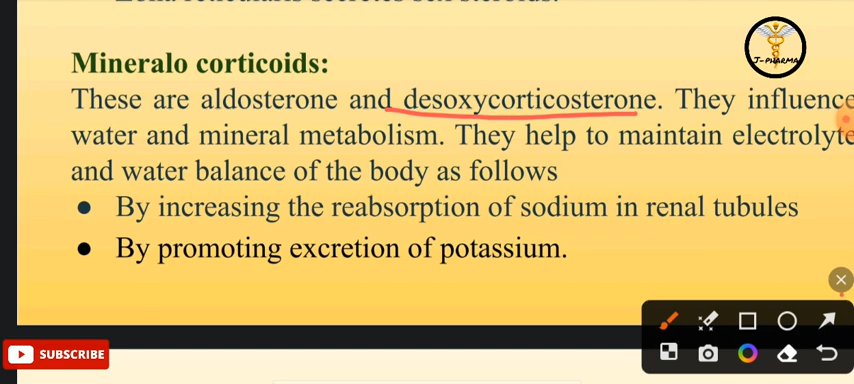 Mineralo corticoids:
These are aldosterone and desoxycorticosterone. They influence
water and mineral metabolism. They help to maintain electrolyte
and water balance of the body as follows
● By increasing the reabsorption of sodium in renal tubules
● By promoting excretion of potassium.
J-PHARMA
SUBSCRIBE